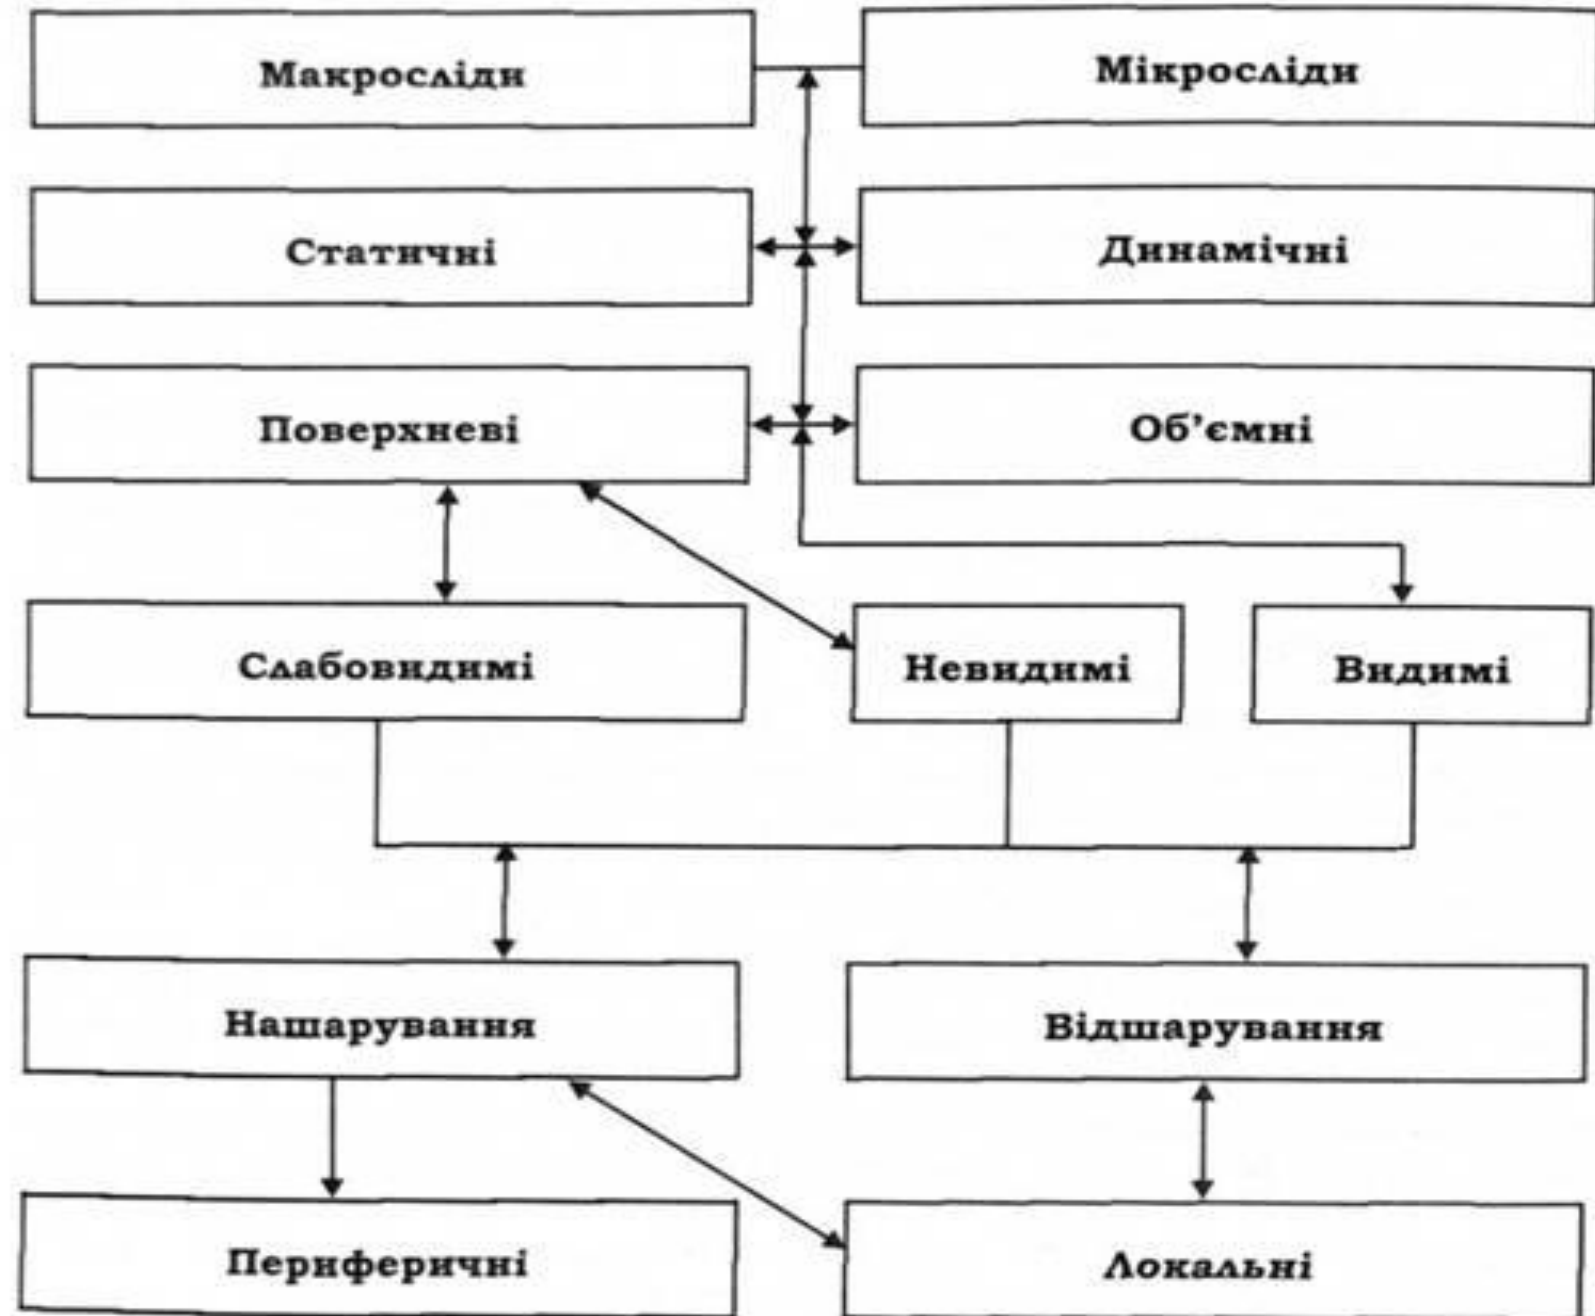 Макросліди
Мікросліди
Статичні
Динамічні
Поверхневі
Об’ємні
Слабовидимі
Невидимі
Видимі
Нашарування
Відшарування
Периферичні
Локальні